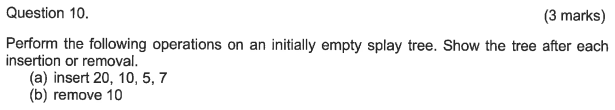 Question 10. (3 marks)
Perform the following operations on an initially empty splay tree. Show the tree after each
insertion or removal.
(a) insert 20, 10, 5, 7
(b) remove 10